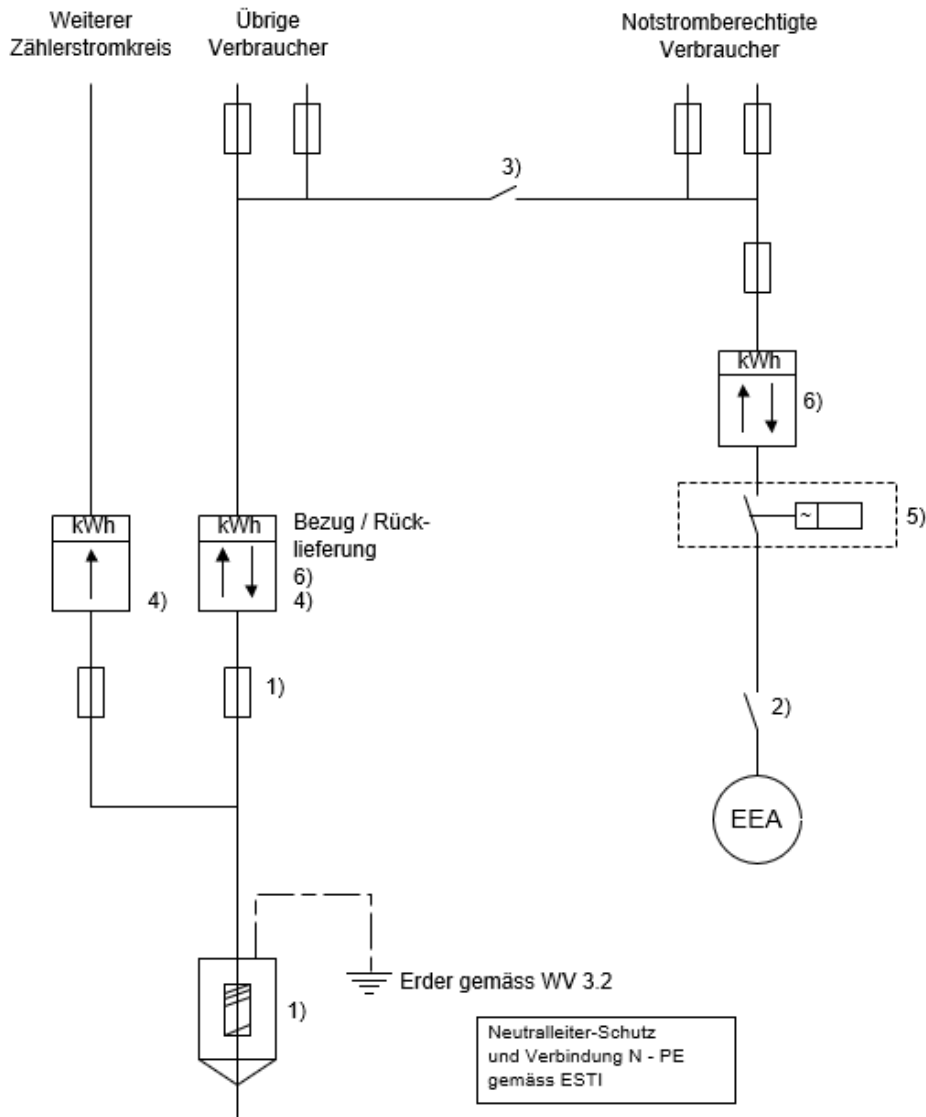 Weiterer
Zählerstromkreis
Übrige
Verbraucher
Notstromberechtigte
Verbraucher
3)
kWh
6)
kWh
4)
kWh
Bezug / Rück-
lieferung
6)
4)
~
5)
1)
2)
EEA
Erder gemäss WV 3.2
1)
Neutralleiter-Schutz
und Verbindung N - PE
gemäss ESTI